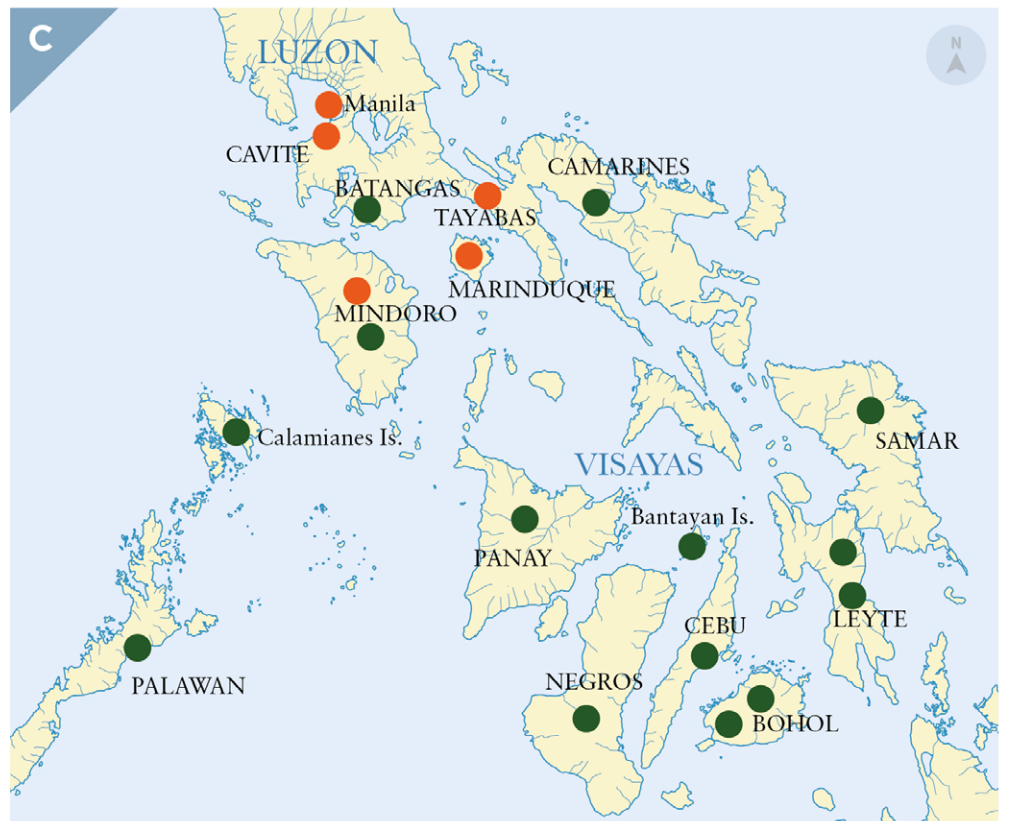 C
LUZON
N
Manila
CAVITE
CAMARINES
BATANGAS
TAYABAS
MARINDUQUE
MINDORO
Calamianes Is.
SAMAR
VISAYAS
Bantayan Is.
PANAY
LEYTE
CEBU
PALAWAN
NEGROS
BOHOL